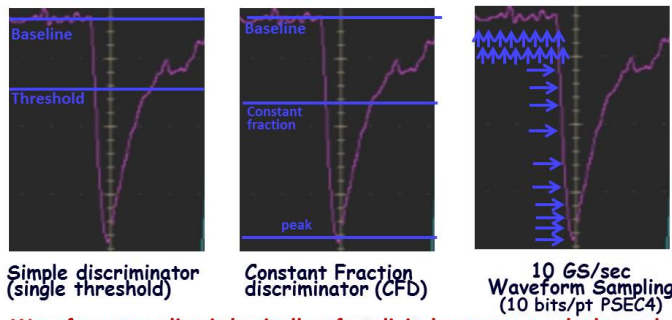 Baseline
Threshold
Simple discriminator
(single threshold)
Baseline
Constant
fraction
peak
Constant Fraction
discriminator (CFD)
10 GS/sec
Waveform Sampling
(10 bits/pt PSEC4)